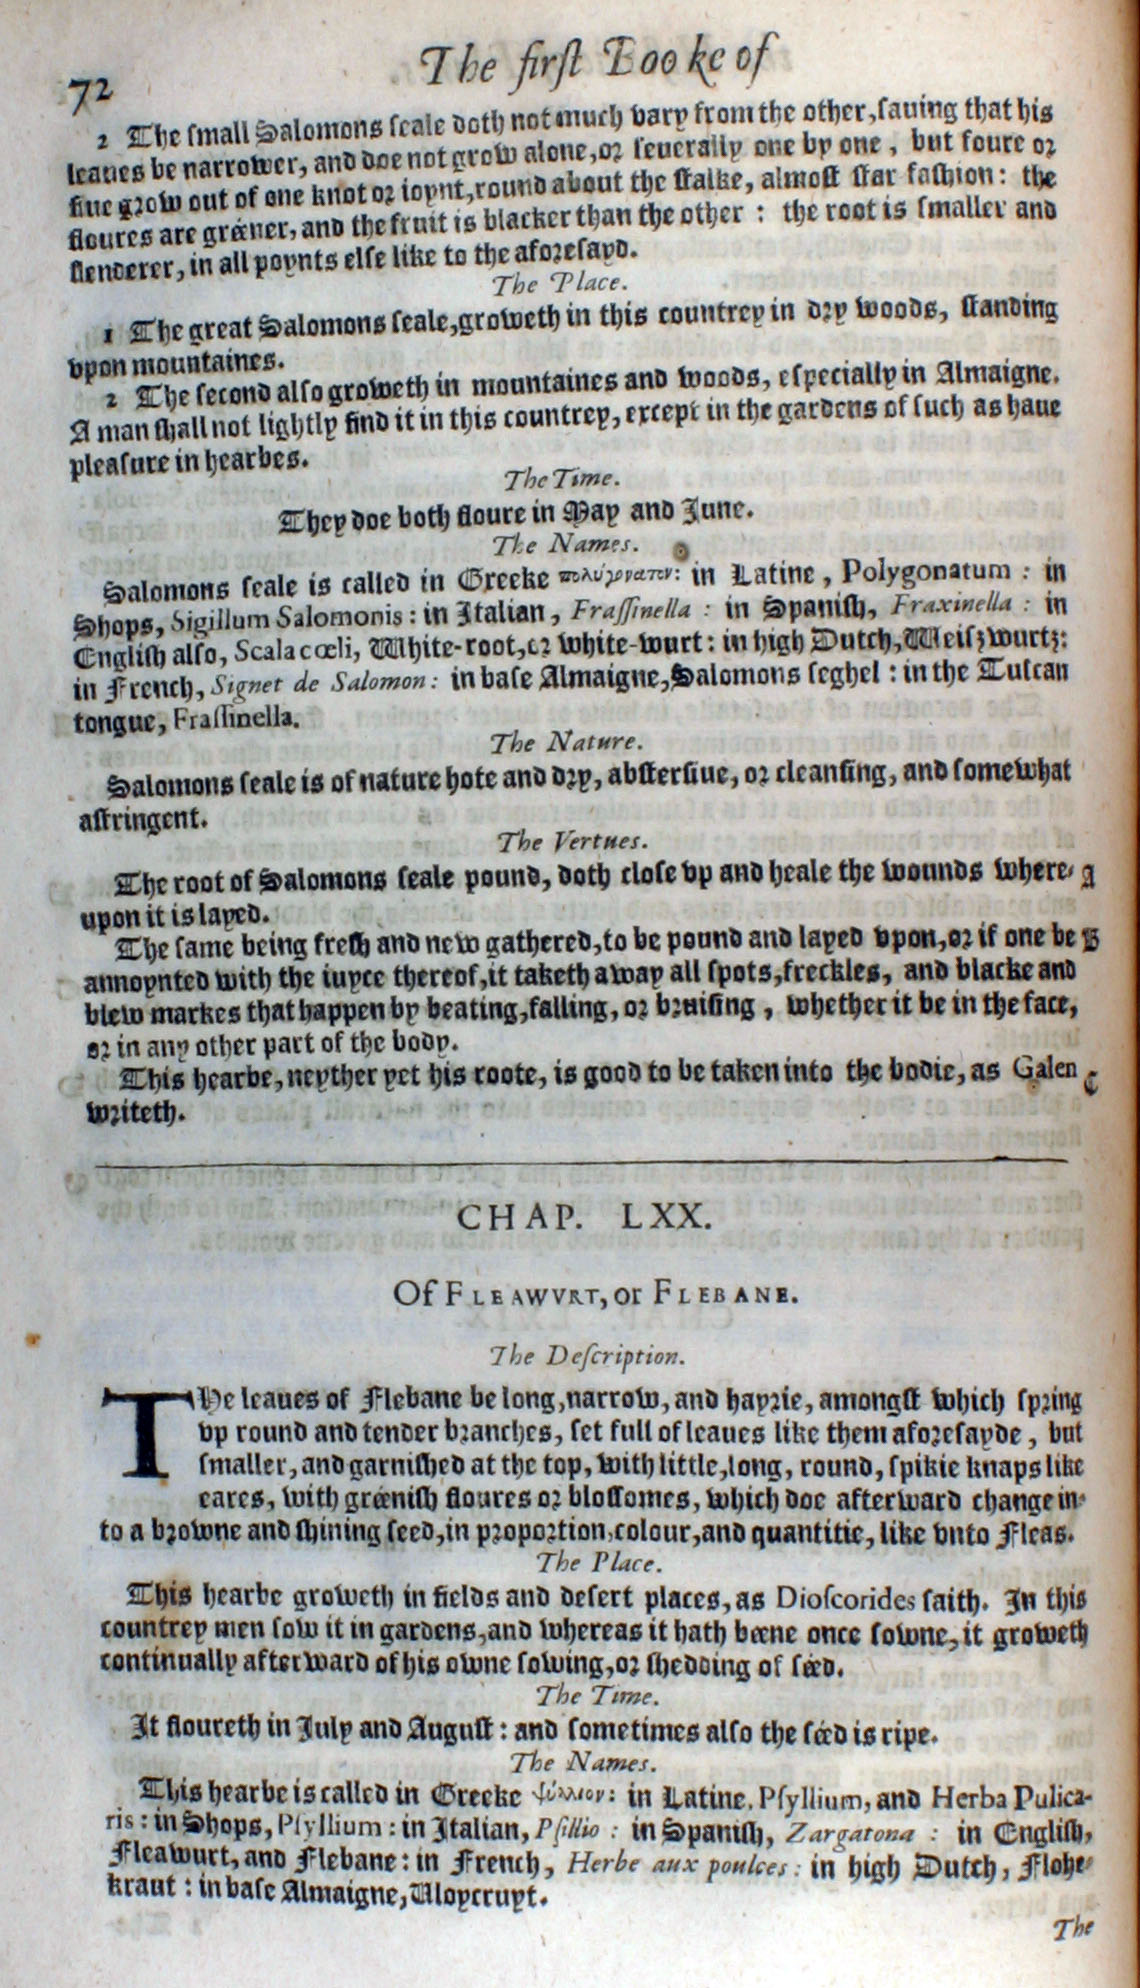 72
The firſt Booke of
2 The ſmall Salomons ſeale doth not much vary from the other, ſauing that his
leaues be narrower, and doe not grow alone, or ſeuerally one by one, but foure or
fiue grow out of one knot or ioynt, round about the ſtalke, almoſt ſtar faſhion: the
floures are gréener, and the fruit is blacker than the other: the root is ſmaller and
ſlenderer, in all poynts elſe like to the aforeſayd.
The Place.
1 The great Salomons ſeale, groweth in this countrey in dry woods, ſtanding
vpon mountaines.
2 The ſecond alſo groweth in mountaines and woods, eſpecially in Almaigne.
A man ſhall not lightly find it in this countrey, except in the gardens of ſuch as haue
pleaſure in hearbes.
The Time.
They doe both floure in May and June.
The Names.
Salomons ſeale is called in Greeke πολυγόνατον: in Latine, Polygonatum: in
Shops, Sigillum Salomonis: in Italian, Fraſſinella: in Spaniſh, Fraxinella: in
Engliſh alſo, Scala cœli, White-root, or white-wurt: in high Dutch, Weiſzwurtz:
in French, Signet de Salomon: in baſe Almaigne, Salomons ſeghel: in the Tuſcan
tongue, Fraſſinella.
The Nature.
Salomons ſeale is of nature hote and dry, abſterſiue, or cleanſing, and ſomewhat
aſtringent.
The Vertues.
The root of Salomons ſeale pound, doth cloſe vp and heale the wounds where- A
upon it is layed.
The ſame being freſh and new gathered, to be pound and layed vpon, or if one be B
annoynted with the iuyce thereof, it taketh away all ſpots, freckles, and blacke and
blew markes that happen by beating, falling, or bruiſing, whether it be in the face,
or in any other part of the body.
This hearbe, neyther yet his roote, is good to be taken into the bodie, as Galen C
writeth.
CHAP. LXX.
Of FLEAWVRT, or FLEBANE.
The Deſcription.
THe leaues of Flebane be long, narrow, and hayrie, amongſt which ſpring
vp round and tender branches, ſet full of leaues like them aforeſayde, but
ſmaller, and garniſhed at the top, with little, long, round, ſpikie knaps like
eares, with gréeniſh floures or bloſſomes, which doe afterward change in-
to a browne and ſhining ſeed, in proportion, colour, and quantitie, like vnto Fleas.
The Place.
This hearbe groweth in fields and deſert places, as Dioſcorides ſaith. In this
countrey men ſow it in gardens, and whereas it hath béene once ſowne, it groweth
continually afterward of his owne ſowing, or ſhedding of ſéed.
The Time.
It floureth in July and Auguſt: and ſometimes alſo the ſéed is ripe.
The Names.
This hearbe is called in Greeke ψύλλιον: in Latine, Pſyllium, and Herba Pulica-
ris: in Shops, Pſyllium: in Italian, Pſillio: in Spaniſh, Zargatona: in Engliſh,
Fleawurt, and Flebane: in French, Herbe aux poulces: in high Dutch, Flohe-
kraut: in baſe Almaigne, Uloycruyt.
The